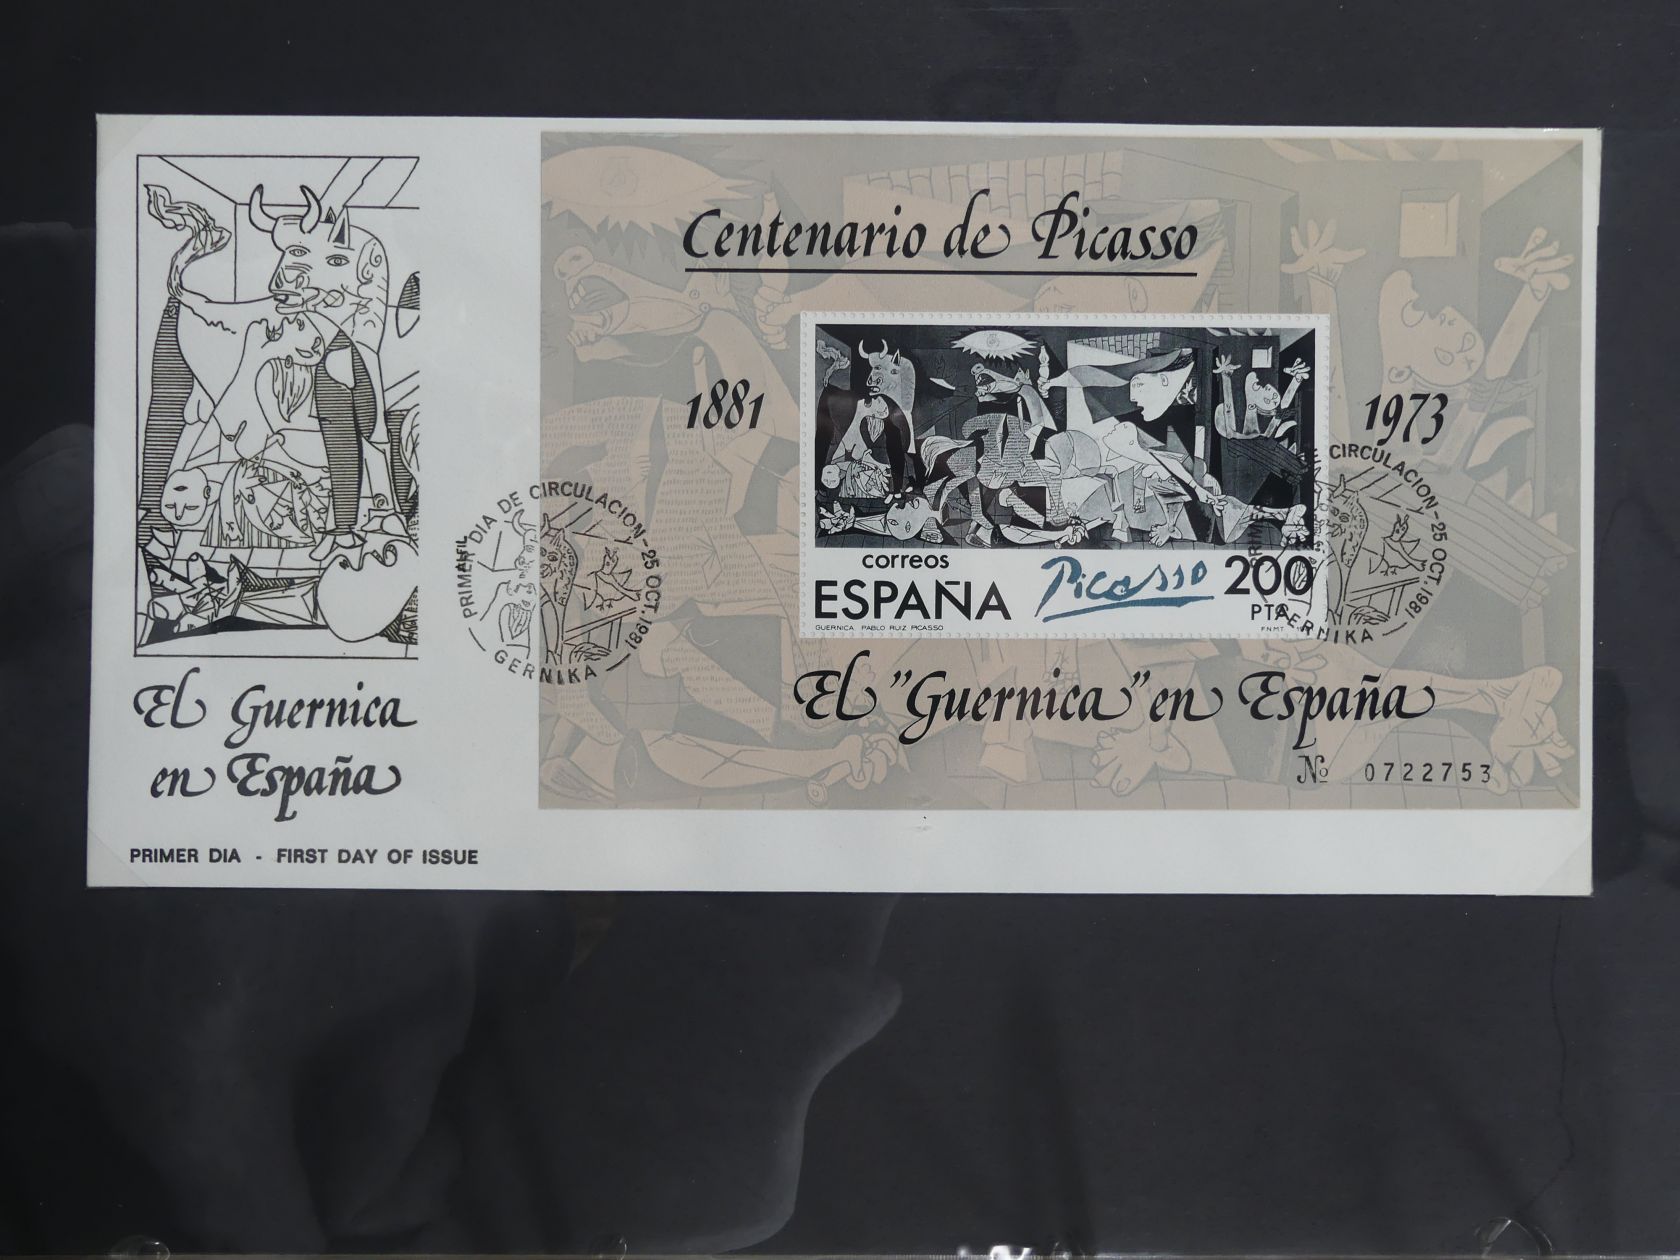 El Guernica
en España
PRIMER DIA - FIRST DAY OF ISSUE
PRIMER DIA DE CIRCULACION - 25 OCT. 1981
GERNIKA
Centenario de Picasso
1881
1973
correos
ESPAÑA
Picasso
200
PTA
GUERNICA. PABLO RUIZ PICASSO
F.N.M.T.
CIRCULACION - 25 OCT. 1981
GERNIKA
El "Guernica" en España
No 0722753